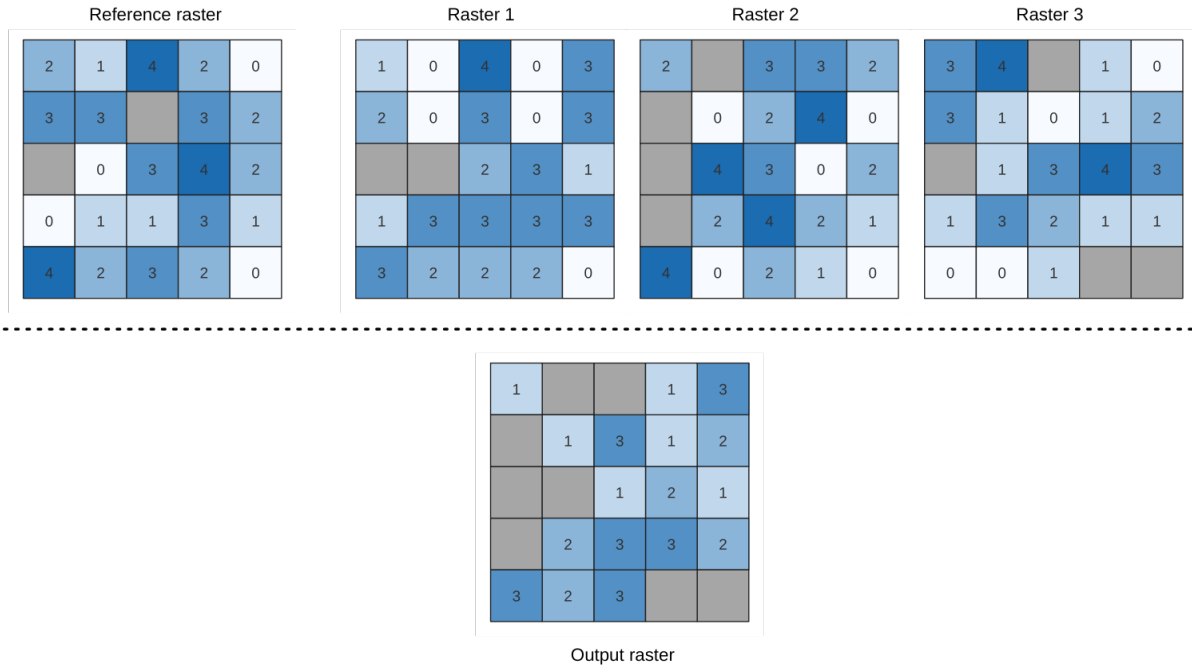 Reference raster Raster 1 Raster 2 Raster 3
2 1 4 2 0 1 0 4 0 3 2 3 3 2 3 4 1 0
3 3 3 2 2 0 3 0 3 0 2 4 0 3 1 0 1 2
0 3 4 2 2 3 1 4 3 0 2 1 3 4 3
0 1 1 3 1 1 3 3 3 3 2 4 2 1 1 3 2 1 1
4 2 3 2 0 3 2 2 2 0 4 0 2 1 0 0 0 1
1 1 3
1 3 1 2
1 2 1
2 3 3 2
3 2 3
Output raster